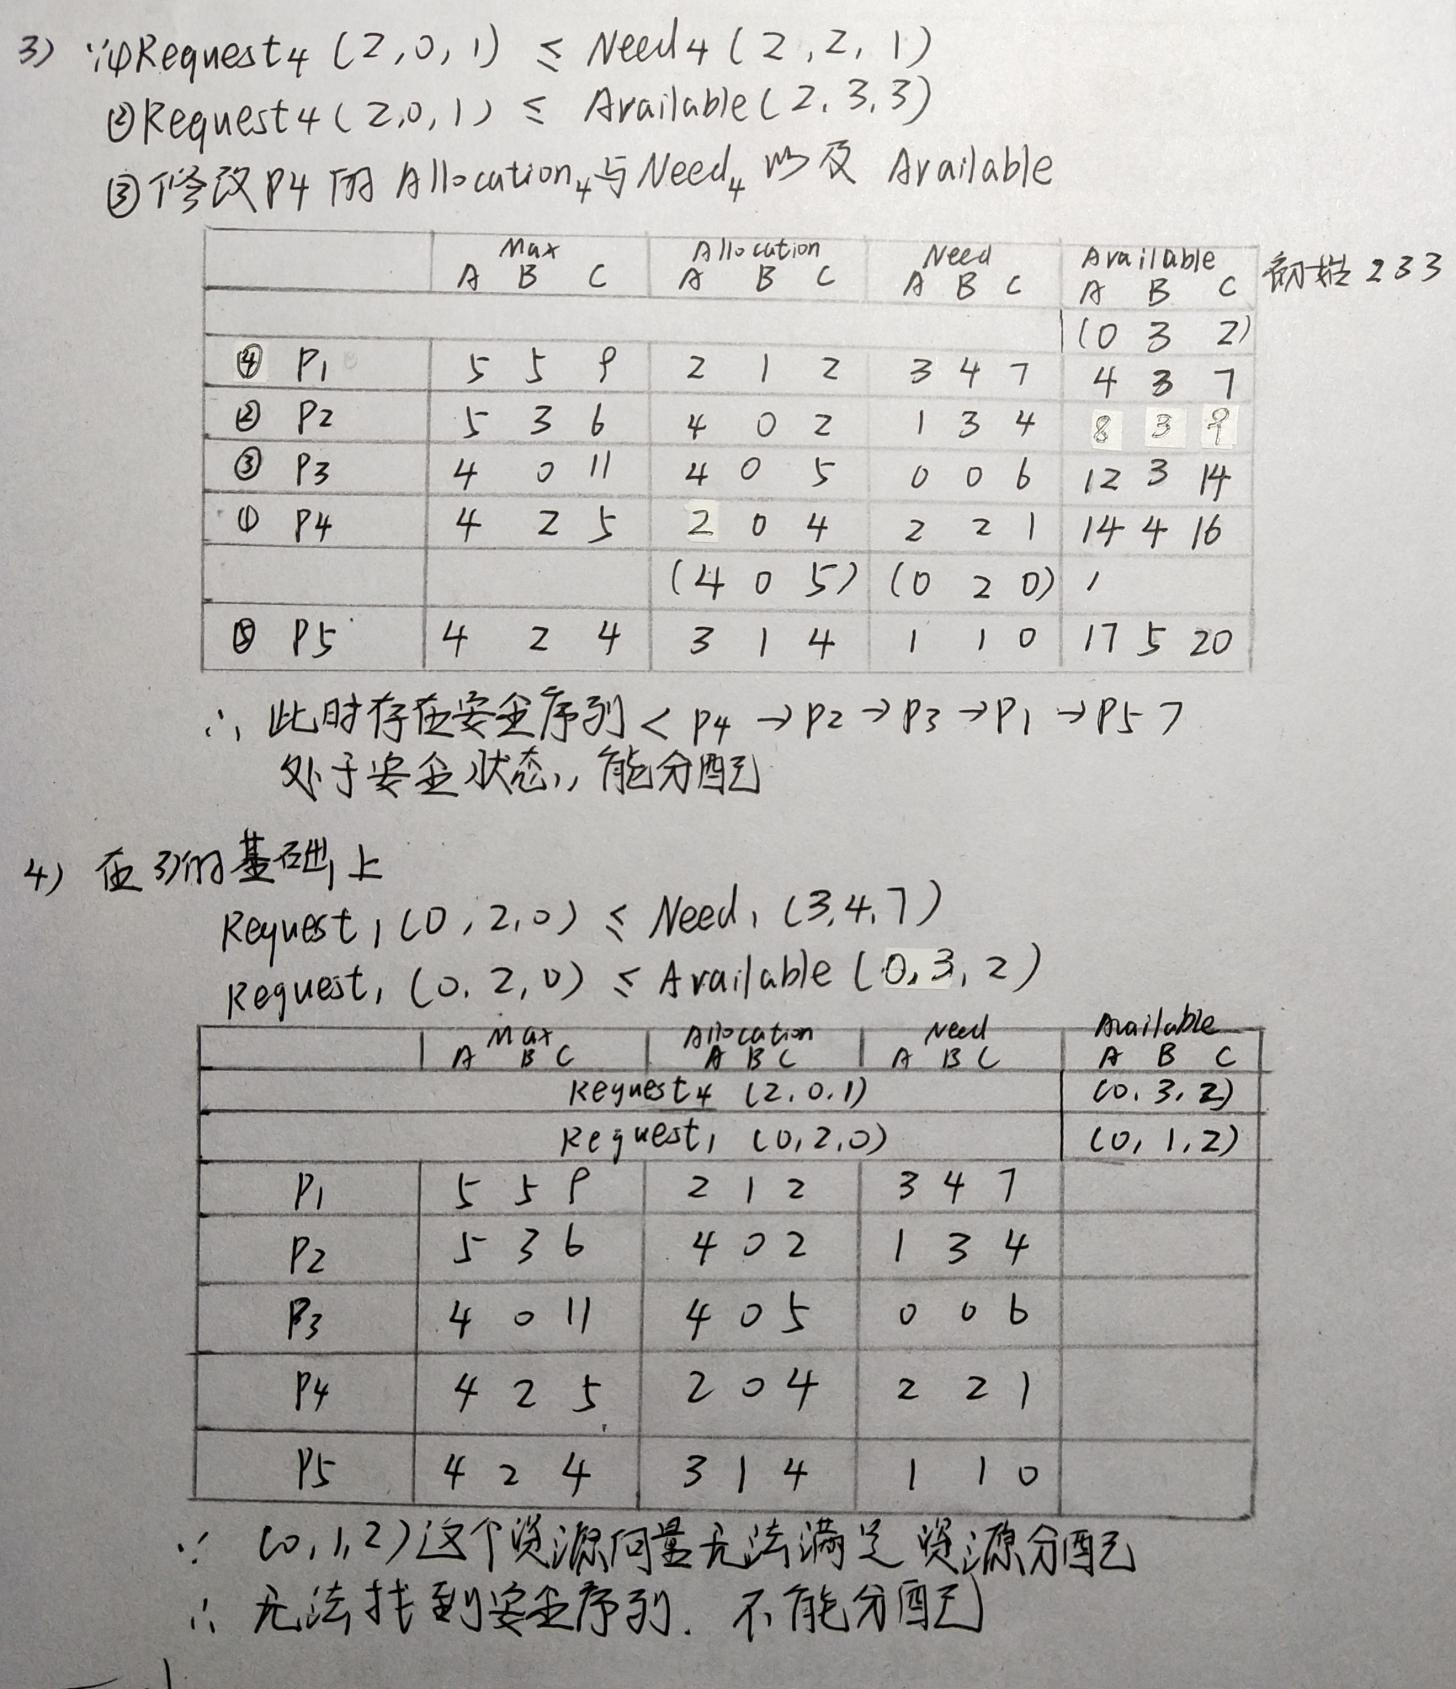 3) ∵①Request4 (2,0,1) ≤ Need4 (2,2,1)
②Request4 (2,0,1) ≤ Available(2,3,3)
③修改P4的Allocation4与Need4以及 Available
Max Allocation Need Available
A B C A B C A B C A B C 初始 2 3 3
(0 3 2)
④ P1 5 5 9 2 1 2 3 4 7 4 3 7
② P2 5 3 6 4 0 2 1 3 4 8 3 9
③ P3 4 0 11 4 0 5 0 0 6 12 3 14
① P4 4 2 5 2 0 4 2 2 1 14 4 16
(4 0 5) (0 2 0)
⑤ P5 4 2 4 3 1 4 1 1 0 17 5 20
∴ 此时存在安全序列<P4→P2→P3→P1→P5>
处于安全状态,,能分配
4) 在3)的基础上
Request1 (0,2,0) ≤ Need1 (3,4,7)
Request1 (0,2,0) ≤ Available (0,3,2)
Max Allocation Need Available
A B C A B C A B C A B C
Request4 (2,0,1) (0,3,2)
Request1 (0,2,0) (0,1,2)
P1 5 5 9 2 1 2 3 4 7
P2 5 3 6 4 0 2 1 3 4
P3 4 0 11 4 0 5 0 0 6
P4 4 2 5 2 0 4 2 2 1
P5 4 2 4 3 1 4 1 1 0
∵ (0,1,2)这个资源向量无法满足资源分配
∴ 无法找到安全序列. 不能分配